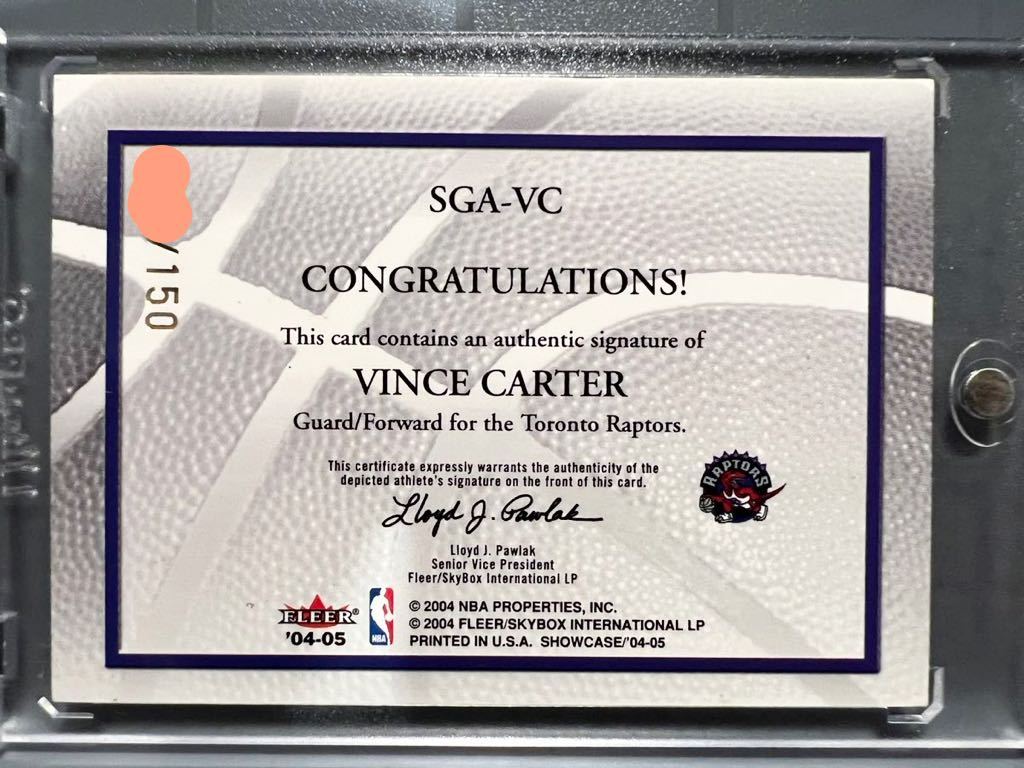 SGA-VC
/150
CONGRATULATIONS!
This card contains an authentic signature of
VINCE CARTER
Guard/Forward for the Toronto Raptors.
This certificate expressly warrants the authenticity of the
depicted athlete's signature on the front of this card.
RAPTORS
Lloyd J. Pawlak
Lloyd J. Pawlak
Senior Vice President
Fleer/SkyBox International LP
FLEER®
'04-05
NBA
© 2004 NBA PROPERTIES, INC.
© 2004 FLEER/SKYBOX INTERNATIONAL LP
PRINTED IN U.S.A. SHOWCASE/'04-05